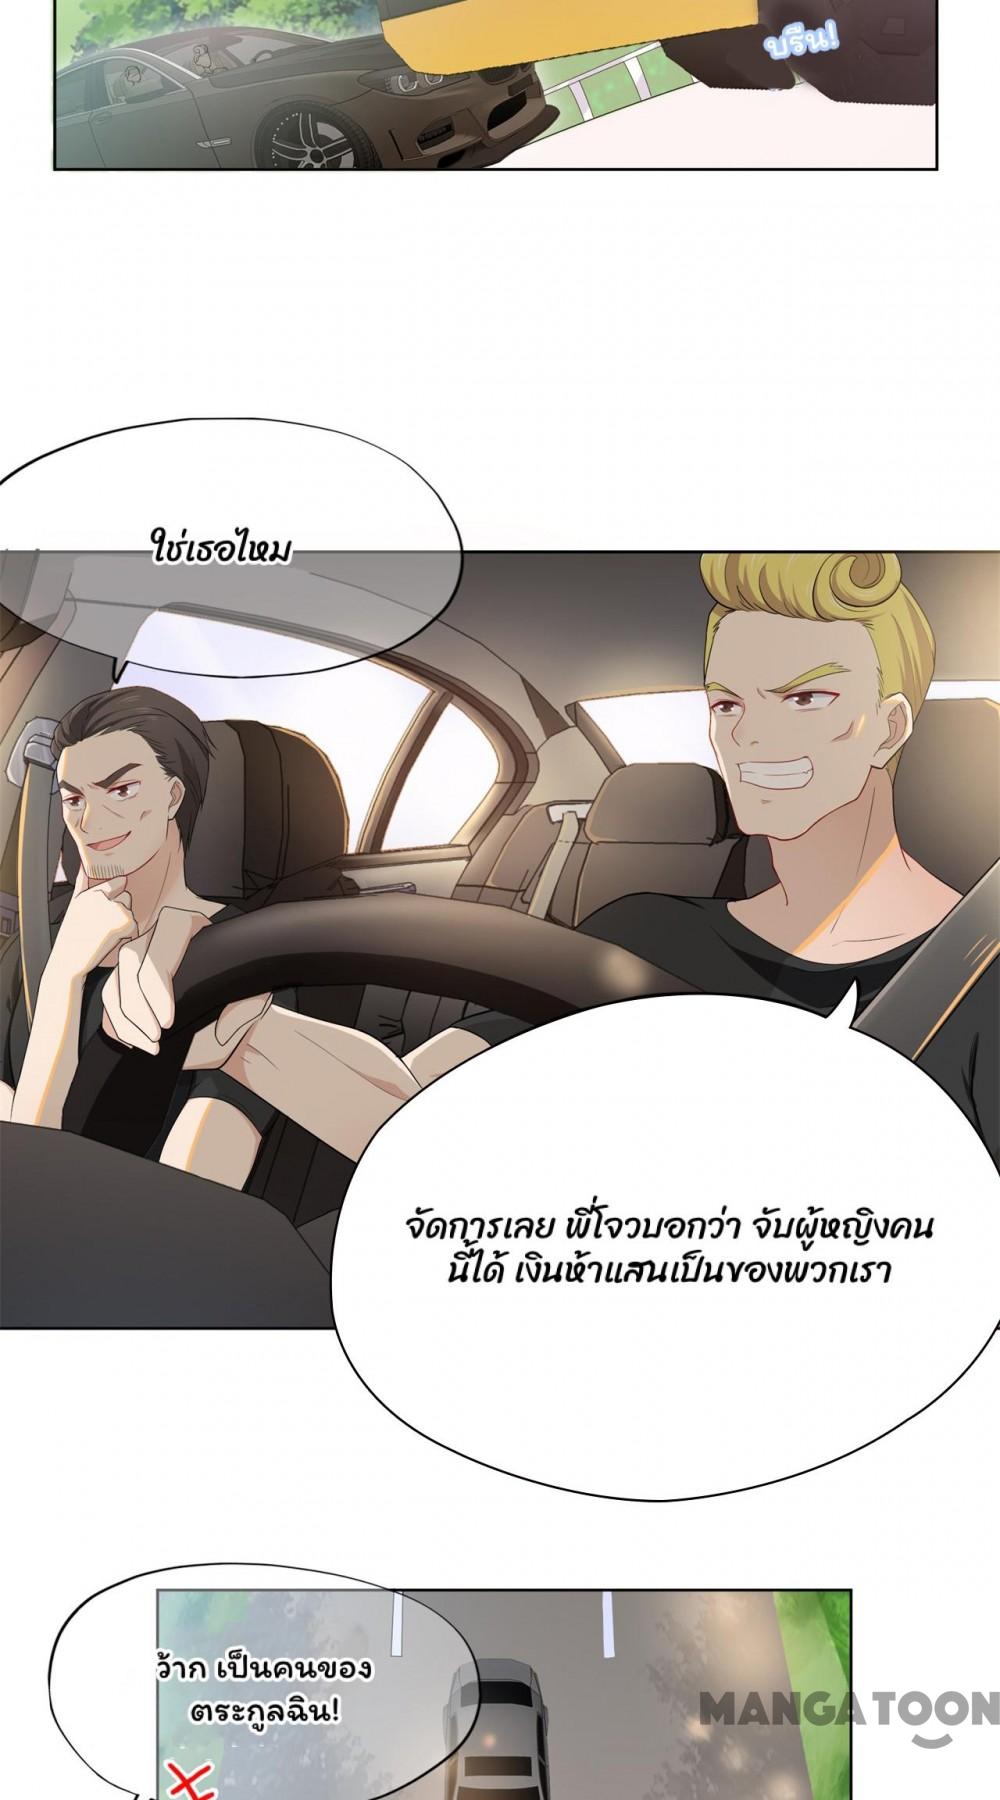 บรืน!
ใช่เธอไหม
จัดการเลย พี่โจวบอกว่า จับผู้หญิงคน
นี้ได้ เงินห้าแสนเป็นของพวกเรา
ว้าก เป็นคนของ
ตระกูลฉิน!
MANGATOON